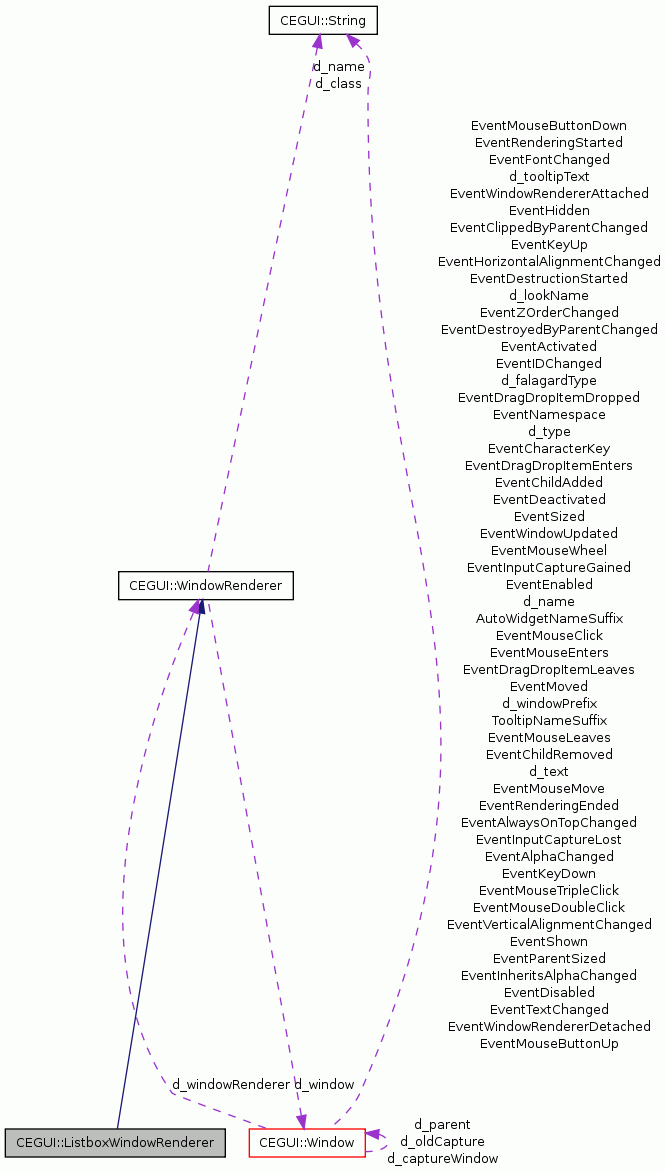 CEGUI::String
d_name
d_class
EventMouseButtonDown
EventRenderingStarted
EventFontChanged
d_tooltipText
EventWindowRendererAttached
EventHidden
EventClippedByParentChanged
EventKeyUp
EventHorizontalAlignmentChanged
EventDestructionStarted
d_lookName
EventZOrderChanged
EventDestroyedByParentChanged
EventActivated
EventIDChanged
d_falagardType
EventDragDropItemDropped
EventNamespace
d_type
EventCharacterKey
EventDragDropItemEnters
EventChildAdded
EventDeactivated
EventSized
EventWindowUpdated
EventMouseWheel
EventInputCaptureGained
EventEnabled
d_name
AutoWidgetNameSuffix
EventMouseClick
EventMouseEnters
EventDragDropItemLeaves
EventMoved
d_windowPrefix
TooltipNameSuffix
EventMouseLeaves
EventChildRemoved
d_text
EventMouseMove
EventRenderingEnded
EventAlwaysOnTopChanged
EventInputCaptureLost
EventAlphaChanged
EventKeyDown
EventMouseTripleClick
EventMouseDoubleClick
EventVerticalAlignmentChanged
EventShown
EventParentSized
EventInheritsAlphaChanged
EventDisabled
EventTextChanged
EventWindowRendererDetached
EventMouseButtonUp
CEGUI::WindowRenderer
d_windowRenderer
d_window
CEGUI::ListboxWindowRenderer
CEGUI::Window
d_parent
d_oldCapture
d_captureWindow